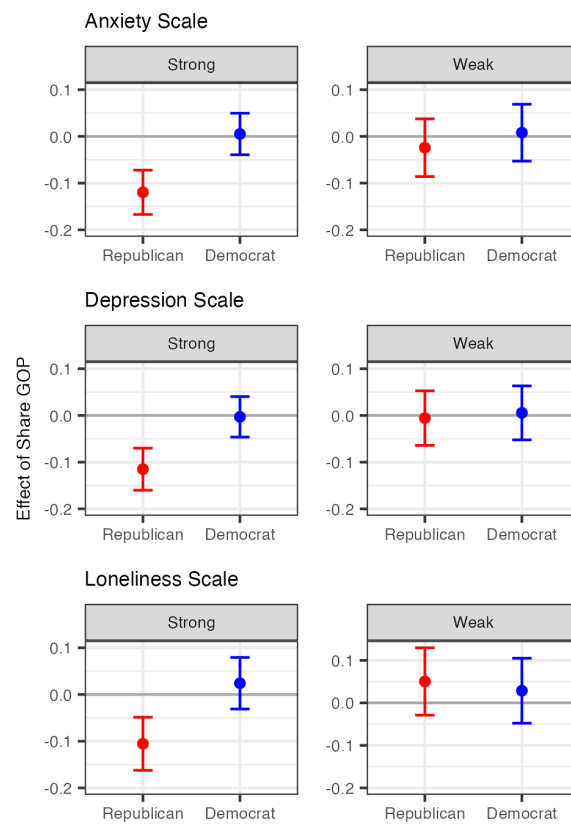 Anxiety Scale
Strong
Weak
0.1
0.0
-0.1
-0.2
0.1
0.0
-0.1
-0.2
Republican Democrat
Republican Democrat
Depression Scale
Strong
Weak
Effect of Share GOP
0.1
0.0
-0.1
-0.2
0.1
0.0
-0.1
-0.2
Republican Democrat
Republican Democrat
Loneliness Scale
Strong
Weak
0.1
0.0
-0.1
-0.2
0.1
0.0
-0.1
-0.2
Republican Democrat
Republican Democrat